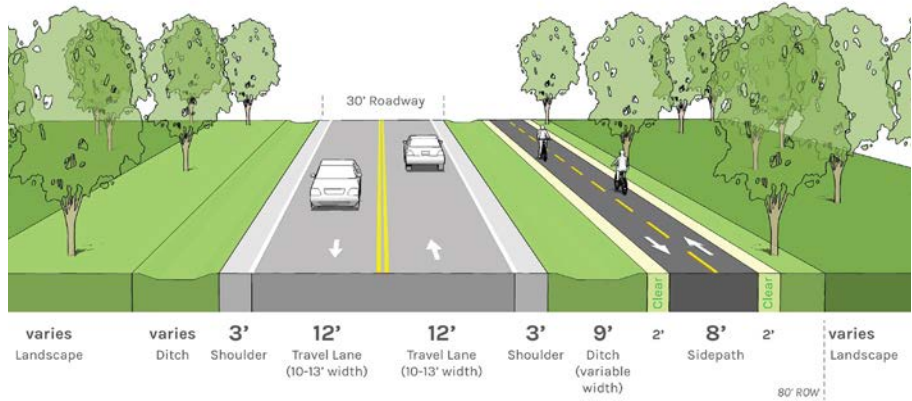 30' Roadway
Clear
Clear
varies
Landscape
varies
Ditch
3'
Shoulder
12'
Travel Lane
(10-13' width)
12'
Travel Lane
(10-13' width)
3'
Shoulder
9'
Ditch
(variable
width)
2'
8'
Sidepath
2'
varies
Landscape
80' ROW